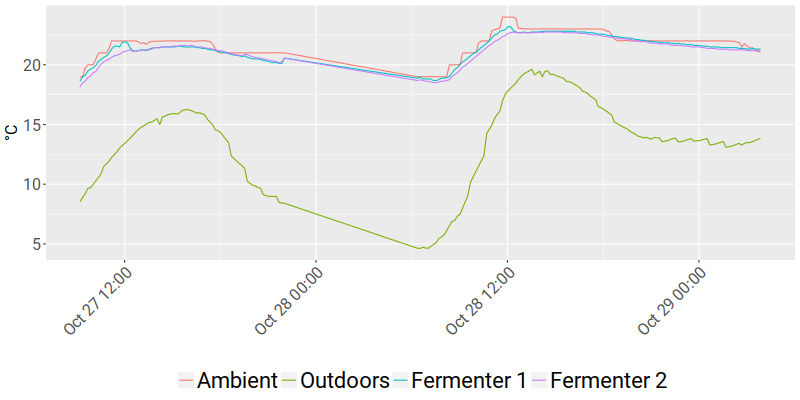 20
15
10
5
°C
Oct 27 12:00
Oct 28 00:00
Oct 28 12:00
Oct 29 00:00
Ambient Outdoors Fermenter 1 Fermenter 2